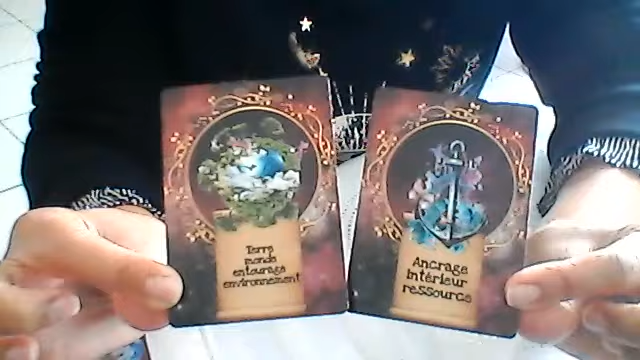 Terre
monde
entourage
environnement
Ancrage
intérieur
ressource